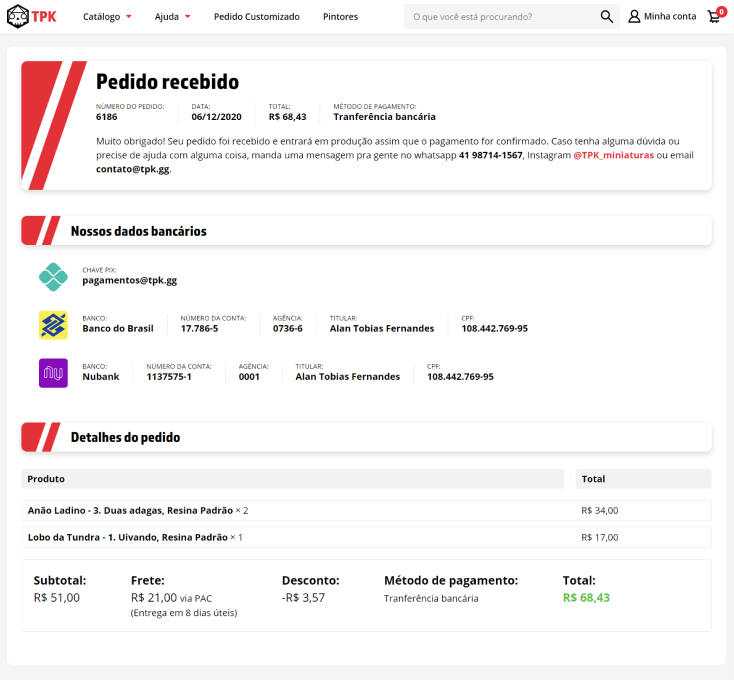 TPK
Catálogo Ajuda Pedido Customizado Pintores O que você está procurando? Minha conta 0
Pedido recebido
NÚMERO DO PEDIDO: DATA: TOTAL: MÉTODO DE PAGAMENTO:
6186 06/12/2020 R$ 68,43 Tranferência bancária
Muito obrigado! Seu pedido foi recebido e entrará em produção assim que o pagamento for confirmado. Caso tenha alguma dúvida ou
precise de ajuda com alguma coisa, manda uma mensagem pra gente no whatsapp 41 98714-1567, Instagram @TPK_miniaturas ou email
contato@tpk.gg.
Nossos dados bancários
CHAVE PIX:
pagamentos@tpk.gg
BANCO: NÚMERO DA CONTA: AGÊNCIA: TITULAR: CPF:
Banco do Brasil 17.786-5 0736-6 Alan Tobias Fernandes 108.442.769-95
BANCO: NÚMERO DA CONTA: AGÊNCIA: TITULAR: CPF:
Nubank 1137575-1 0001 Alan Tobias Fernandes 108.442.769-95
Detalhes do pedido
Produto Total
Anão Ladino - 3. Duas adagas, Resina Padrão × 2 R$ 34,00
Lobo da Tundra - 1. Uivando, Resina Padrão × 1 R$ 17,00
Subtotal: Frete: Desconto: Método de pagamento: Total:
R$ 51,00 R$ 21,00 via PAC -R$ 3,57 Tranferência bancária R$ 68,43
(Entrega em 8 dias úteis)